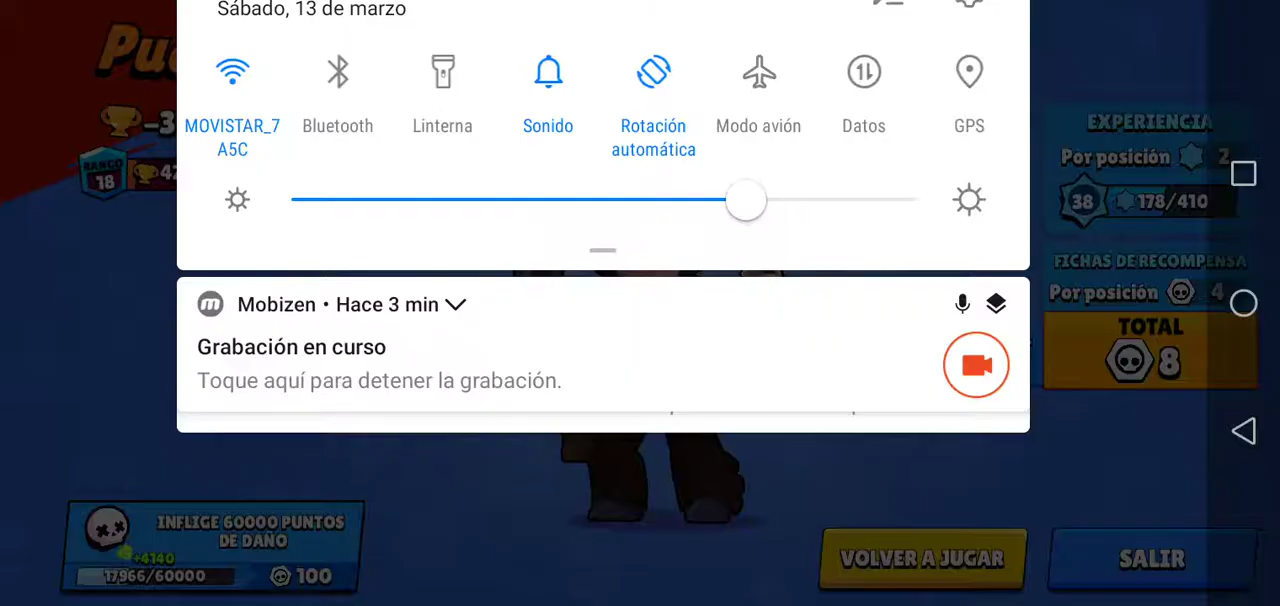 Sábado, 13 de marzo
MOVISTAR_7
A5C
Bluetooth
Linterna
Sonido
Rotación
automática
Modo avión
Datos
GPS
Mobizen • Hace 3 min
Grabación en curso
Toque aquí para detener la grabación.
-3
RANGO
18
42
EXPERIENCIA
Por posición 2
38 178/410
FICHAS DE RECOMPENSA
Por posición 4
TOTAL
8
INFLIGE 60000 PUNTOS
DE DAÑO
+4140
17966/60000
100
VOLVER A JUGAR
SALIR